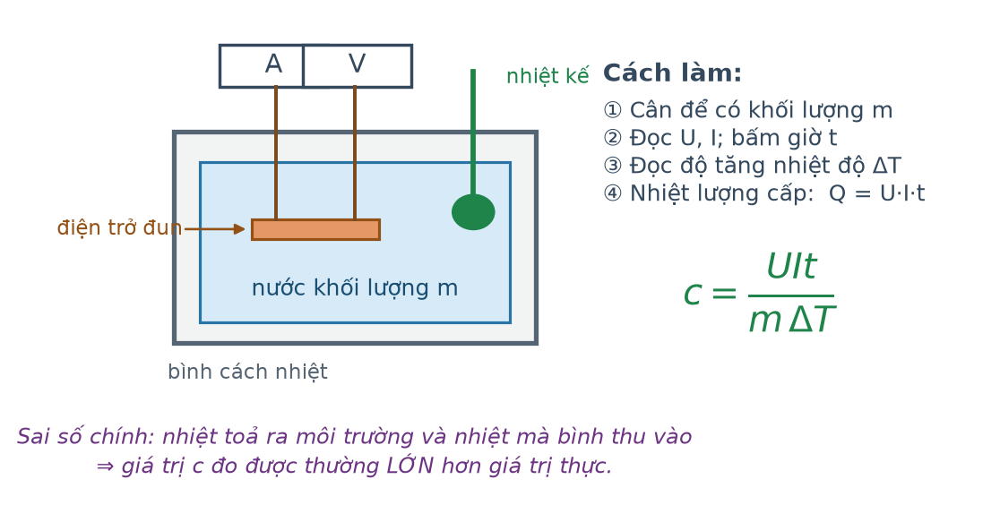 A
V
nhiệt kế
điện trở đun
nước khối lượng m
bình cách nhiệt
Cách làm:
① Cân để có khối lượng m
② Đọc U, I; bấm giờ t
③ Đọc độ tăng nhiệt độ ΔT
④ Nhiệt lượng cấp: Q = U·I·t
c = UIt / m ΔT
Sai số chính: nhiệt toả ra môi trường và nhiệt mà bình thu vào
⇒ giá trị c đo được thường LỚN hơn giá trị thực.